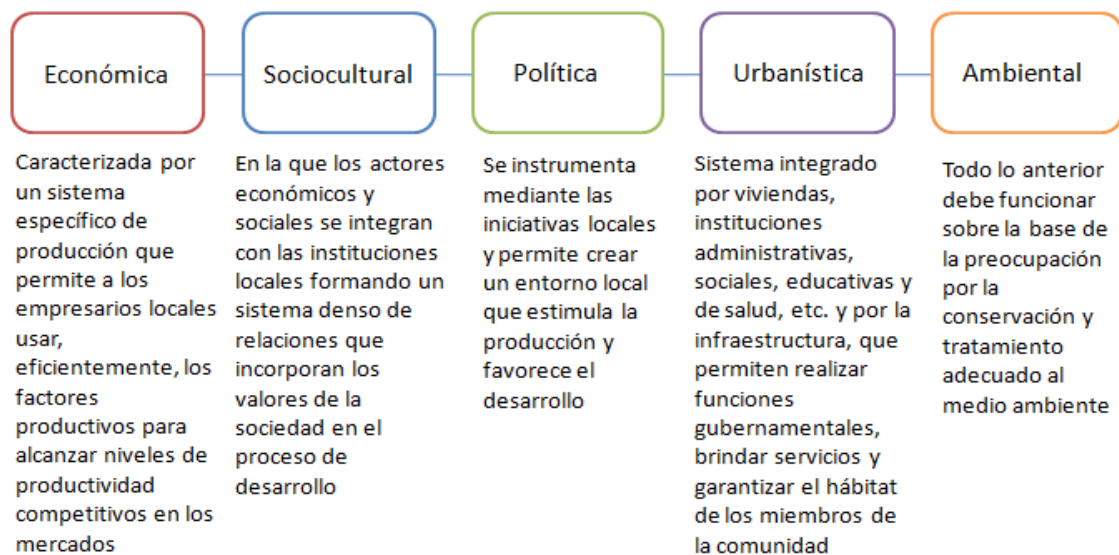 Económica
Sociocultural
Política
Urbanística
Ambiental
Caracterizada por
un sistema
específico de
producción que
permite a los
empresarios locales
usar,
eficientemente, los
factores
productivos para
alcanzar niveles de
productividad
competitivos en los
mercados
En la que los actores
económicos y
sociales se integran
con las instituciones
locales formando un
sistema denso de
relaciones que
incorporan los
valores de la
sociedad en el
proceso de
desarrollo
Se instrumenta
mediante las
iniciativas locales
y permite crear
un entorno local
que estimula la
producción y
favorece el
desarrollo
Sistema integrado
por viviendas,
instituciones
administrativas,
sociales, educativas y
de salud, etc. y por la
infraestructura, que
permiten realizar
funciones
gubernamentales,
brindar servicios y
garantizar el hábitat
de los miembros de
la comunidad
Todo lo anterior
debe funcionar
sobre la base de
la preocupación
por la
conservación y
tratamiento
adecuado al
medio ambiente